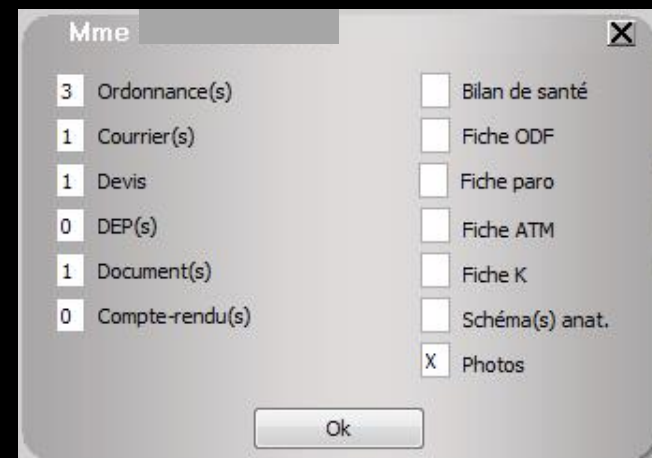 Mme
3 Ordonnance(s)
1 Courrier(s)
1 Devis
0 DEP(s)
1 Document(s)
0 Compte-rendu(s)
Bilan de santé
Fiche ODF
Fiche paro
Fiche ATM
Fiche K
Schéma(s) anat.
X Photos
Ok